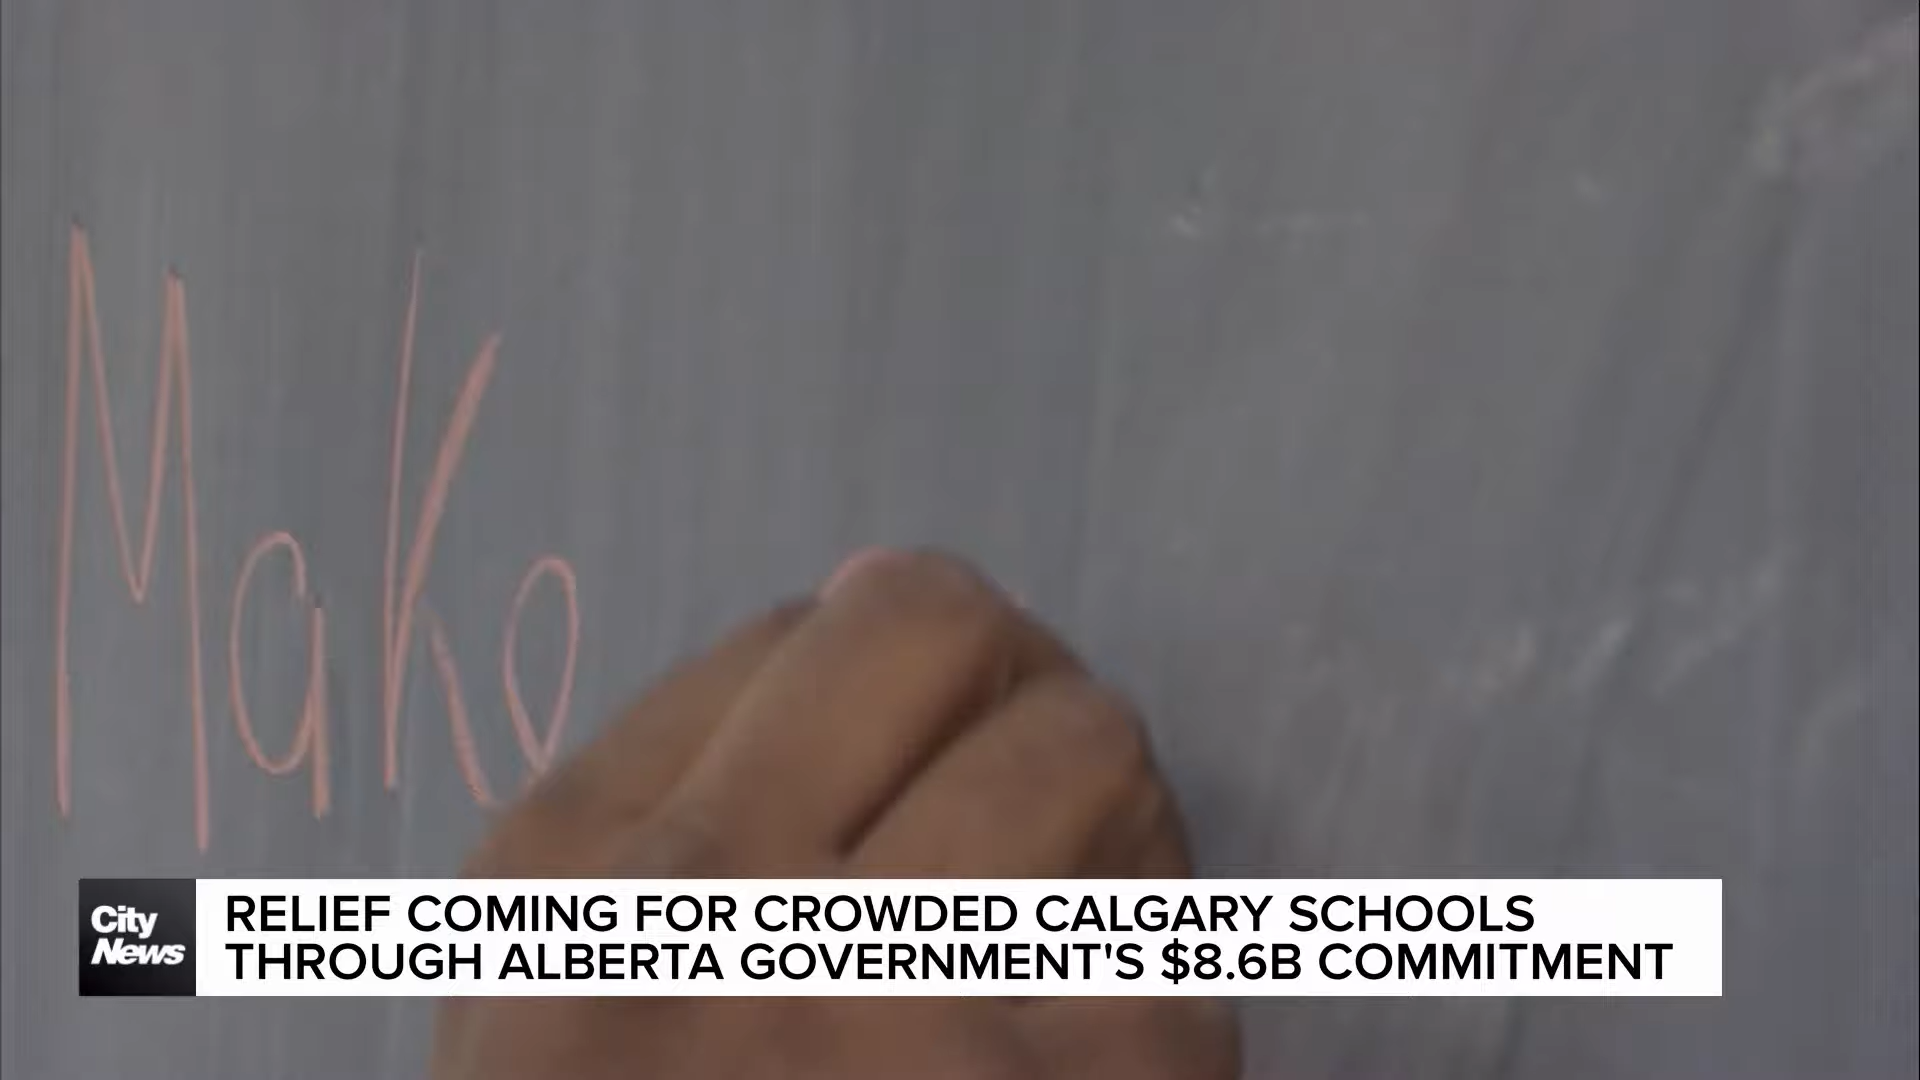 Make
City
News
RELIEF COMING FOR CROWDED CALGARY SCHOOLS
THROUGH ALBERTA GOVERNMENT'S $8.6B COMMITMENT